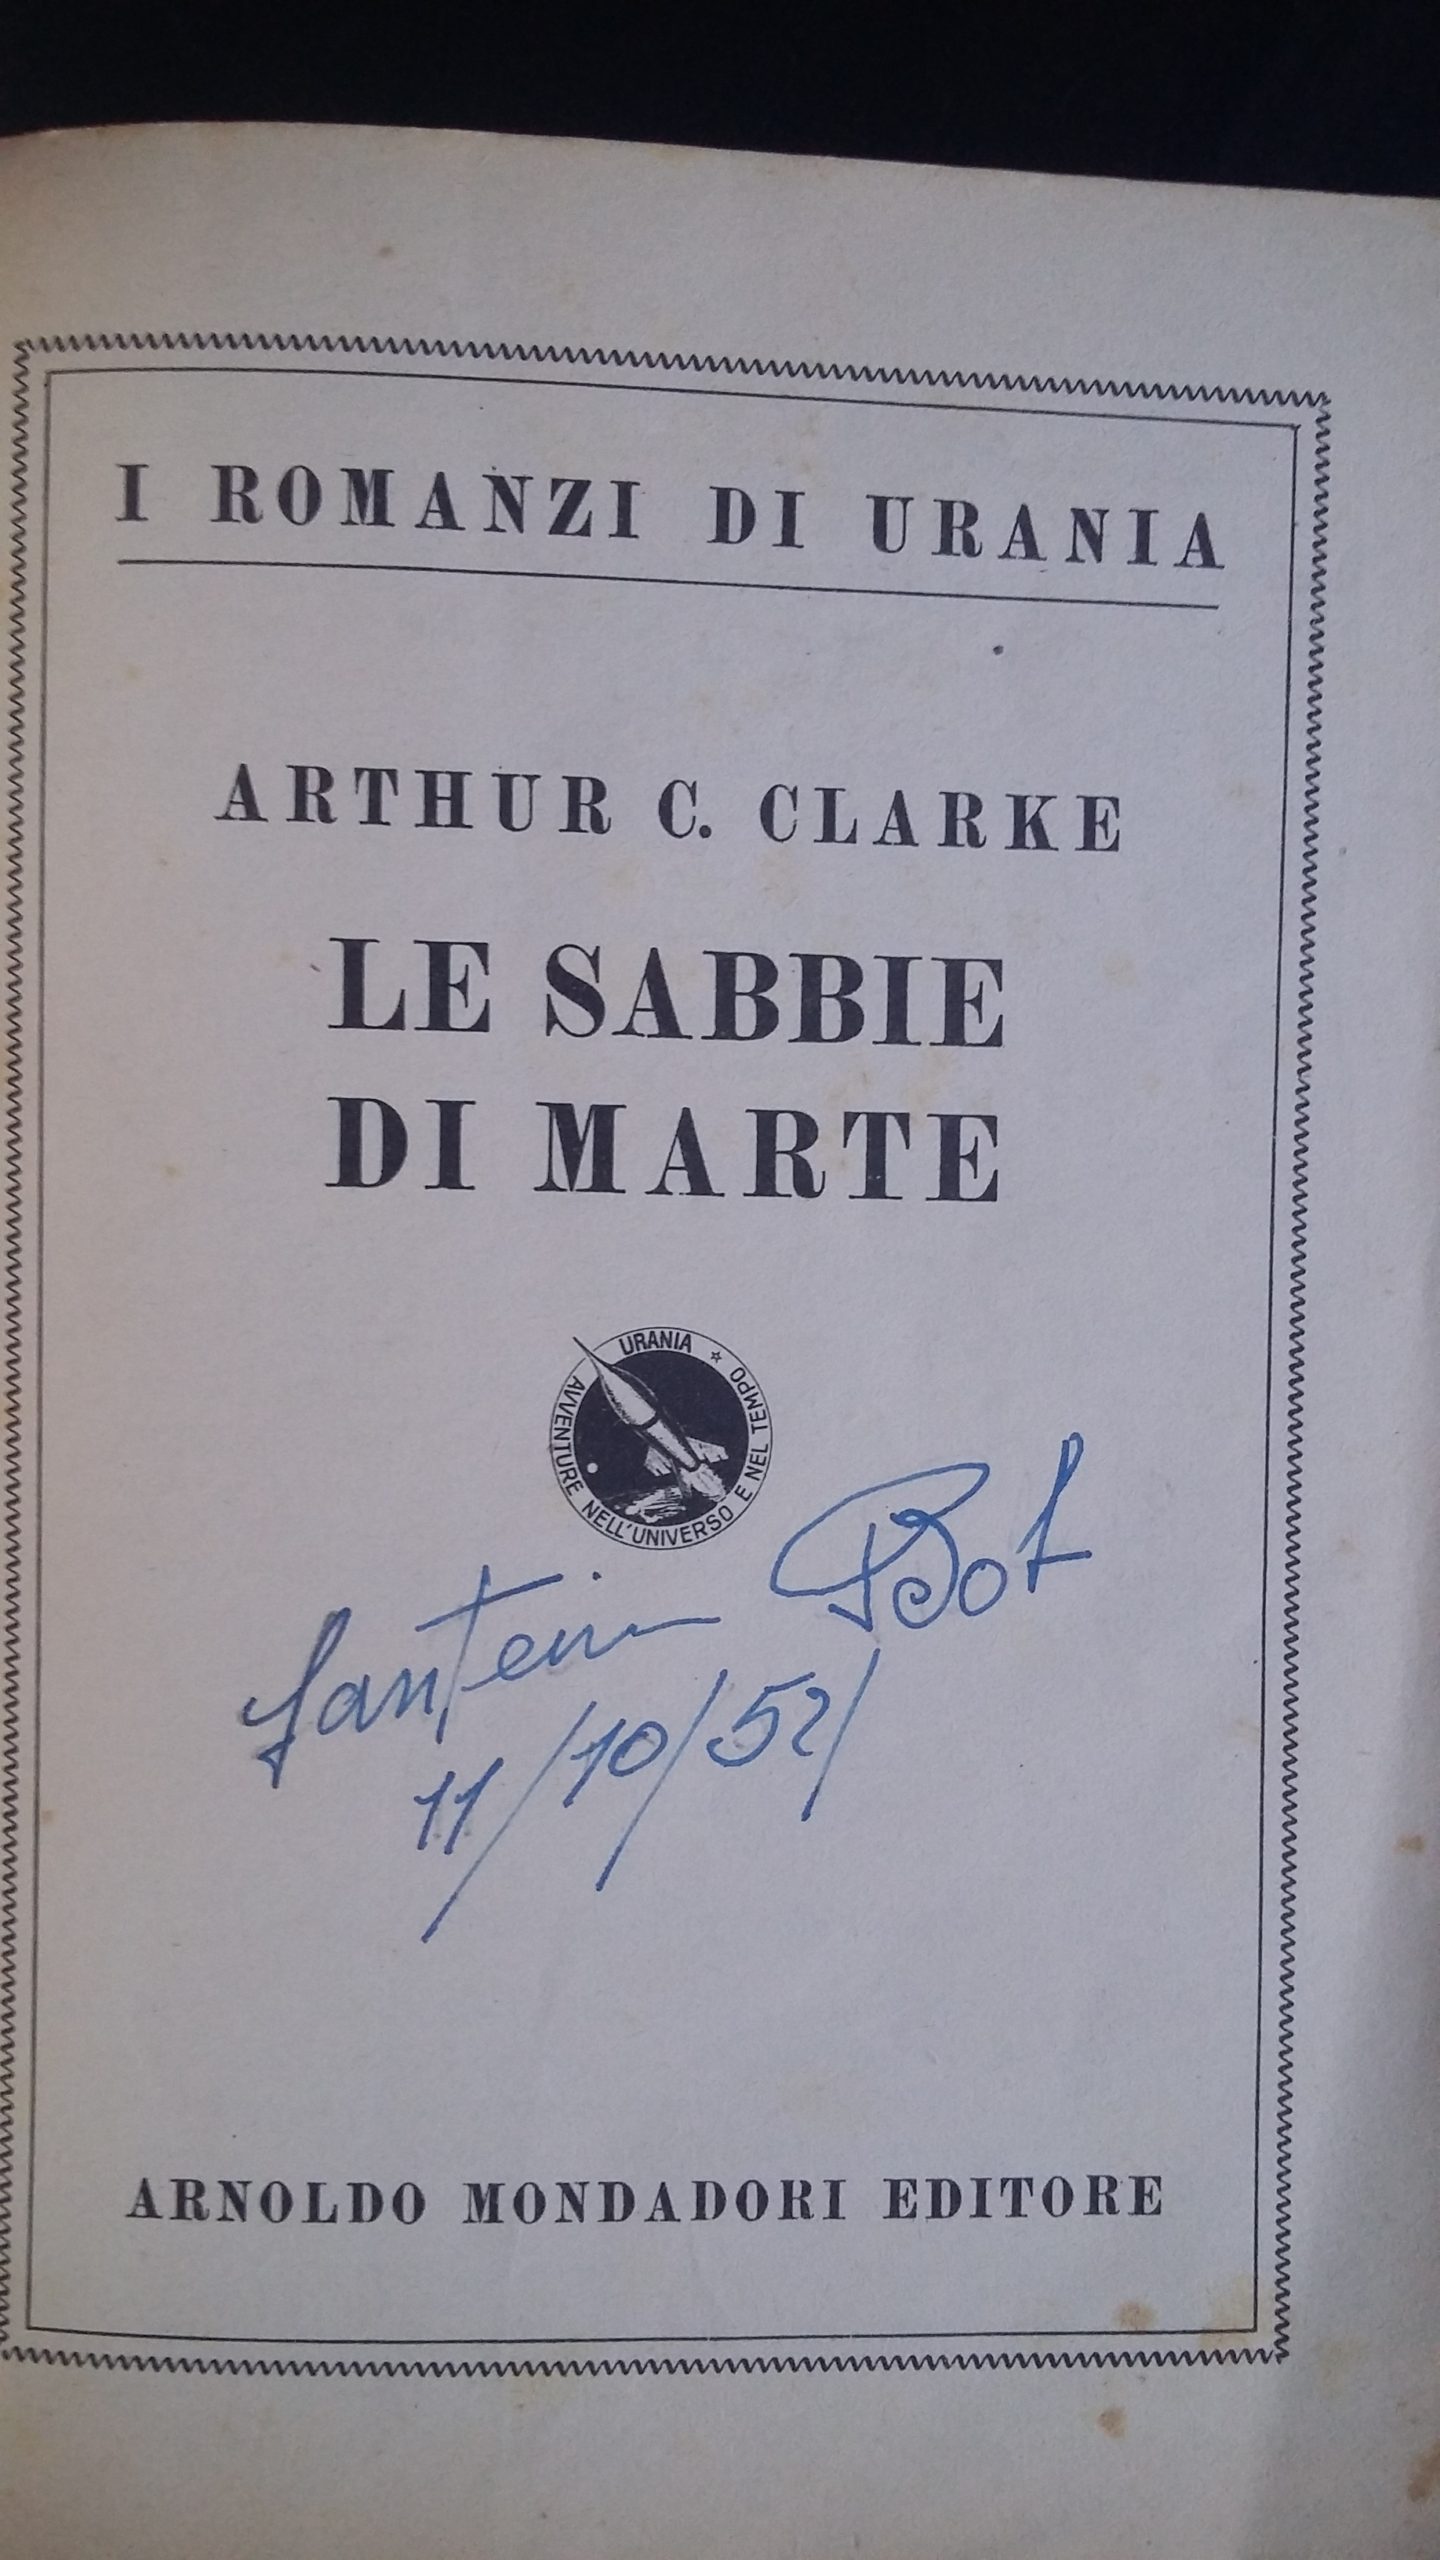 I ROMANZI DI URANIA
ARTHUR C. CLARKE
LE SABBIE
DI MARTE
URANIA
AVVENTURE NELL'UNIVERSO E NEL TEMPO
11/10/52/
ARNOLDO MONDADORI EDITORE